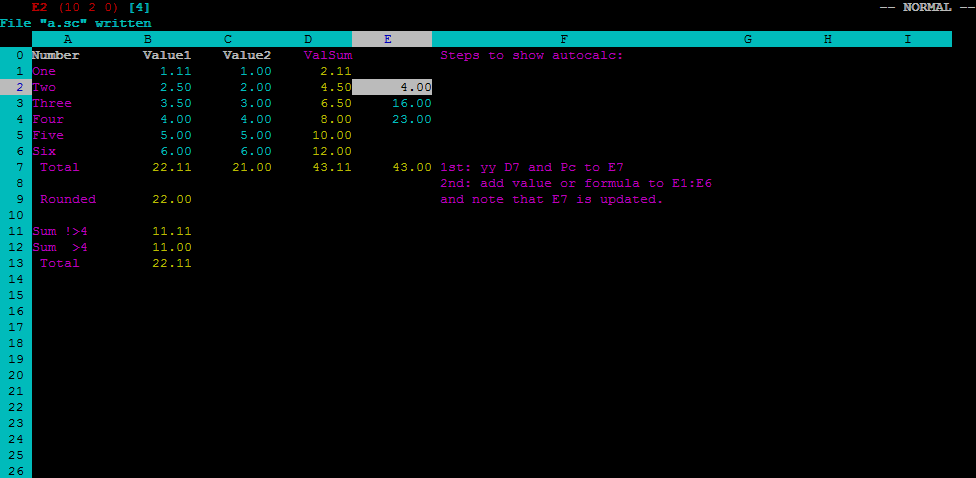 E2 (10 2 0) [4] -- NORMAL --
File "a.sc" written
A B C D E F G H I
0 Number Value1 Value2 ValSum Steps to show autocalc:
1 One 1.11 1.00 2.11
2 Two 2.50 2.00 4.50 4.00
3 Three 3.50 3.00 6.50 16.00
4 Four 4.00 4.00 8.00 23.00
5 Five 5.00 5.00 10.00
6 Six 6.00 6.00 12.00
7 Total 22.11 21.00 43.11 43.00 1st: yy D7 and Pc to E7
8 2nd: add value or formula to E1:E6
9 Rounded 22.00 and note that E7 is updated.
10
11 Sum !>4 11.11
12 Sum >4 11.00
13 Total 22.11
14
15
16
17
18
19
20
21
22
23
24
25
26